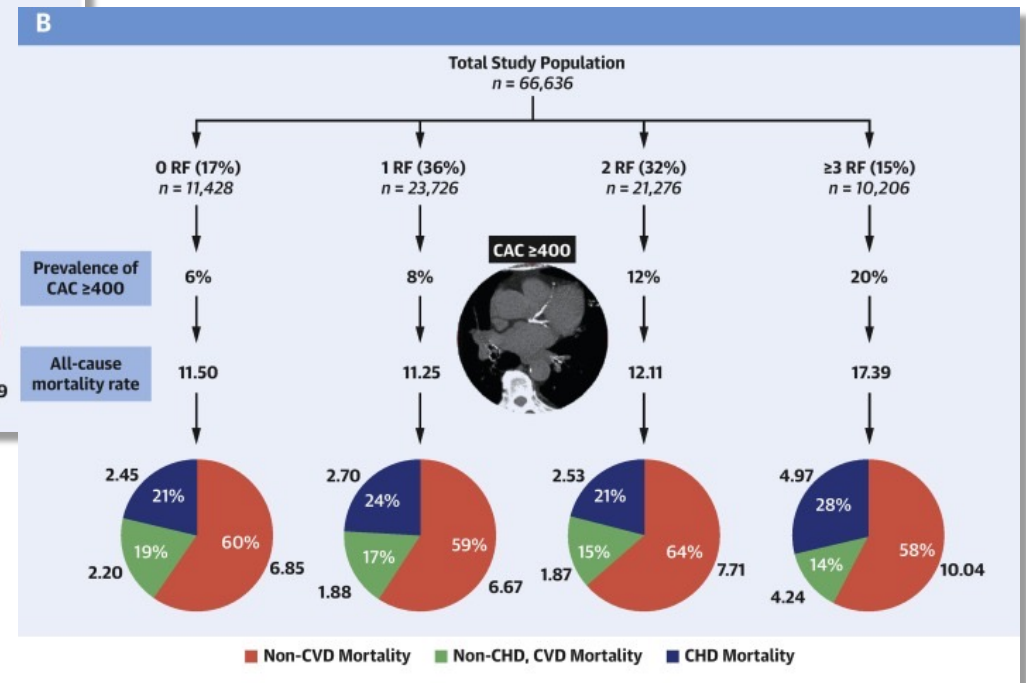 B
Total Study Population
n = 66,636
0 RF (17%)
n = 11,428
1 RF (36%)
n = 23,726
2 RF (32%)
n = 21,276
≥3 RF (15%)
n = 10,206
CAC ≥400
Prevalence of
CAC ≥400
6%
8%
12%
20%
All-cause
mortality rate
11.50
11.25
12.11
17.39
9
2.45
21%
19%
60%
2.20
6.85
2.70
24%
17%
59%
1.88
6.67
2.53
21%
15%
64%
1.87
7.71
4.97
28%
14%
58%
4.24
10.04
Non-CVD Mortality
Non-CHD, CVD Mortality
CHD Mortality